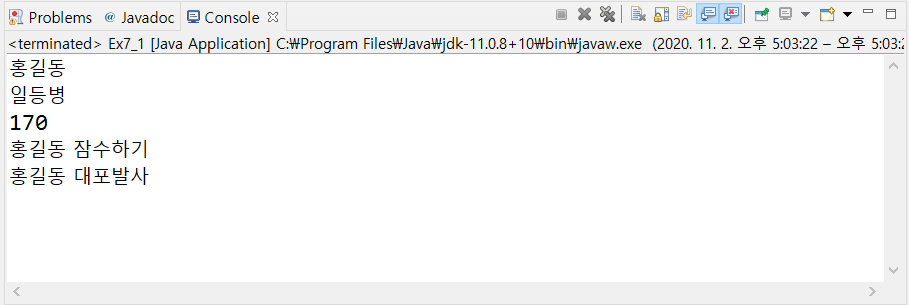 Problems @ Javadoc Console
<terminated> Ex7_1 [Java Application] C:₩Program Files₩Java₩jdk-11.0.8+10₩bin₩javaw.exe (2020. 11. 2. 오후 5:03:22 – 오후 5:03:2
홍길동
일등병
170
홍길동 잠수하기
홍길동 대포발사